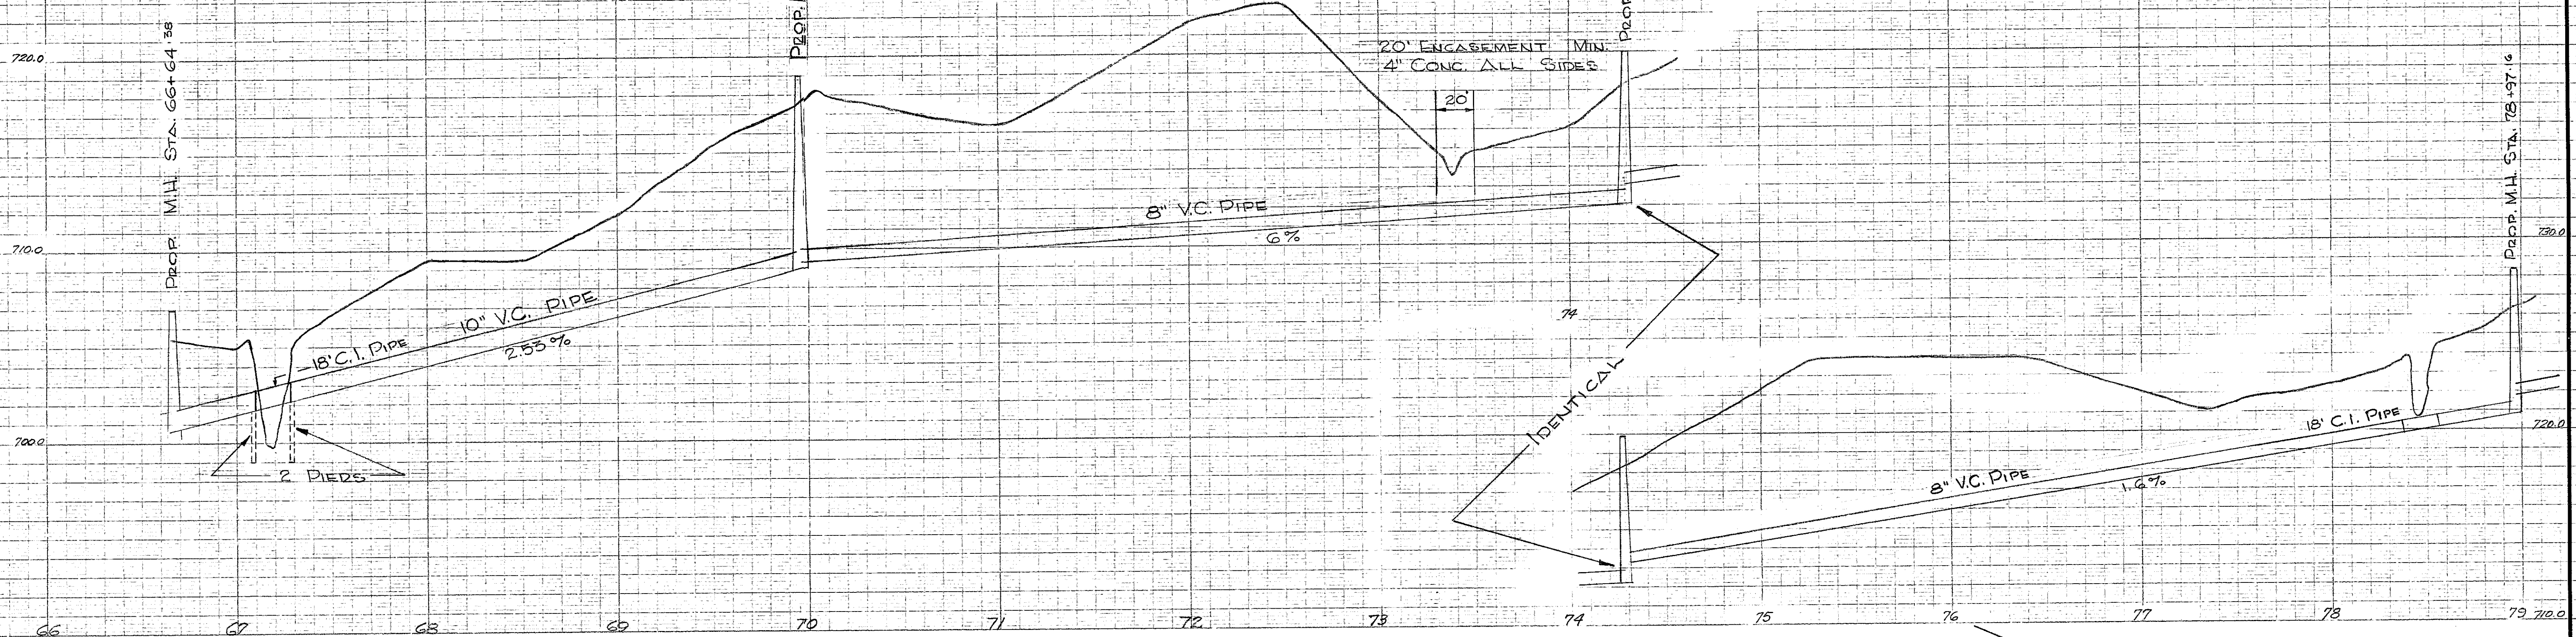 720.0
710.0
700.0
PROP. M.H. STA. 66+64.38
PROP.
20' ENCASEMENT MIN.
4" CONC. ALL SIDES
20'
PROP. M.H. STA. 78+97.16
730.0
720.0
710.0
18' C.I. PIPE
10" V.C. PIPE
2.53%
2 PIERS
8" V.C. PIPE
.6%
IDENTICAL
74
8" V.C. PIPE
1.6%
18' C.I. PIPE
66 67 68 69 70 71 72 73 74 75 76 77 78 79